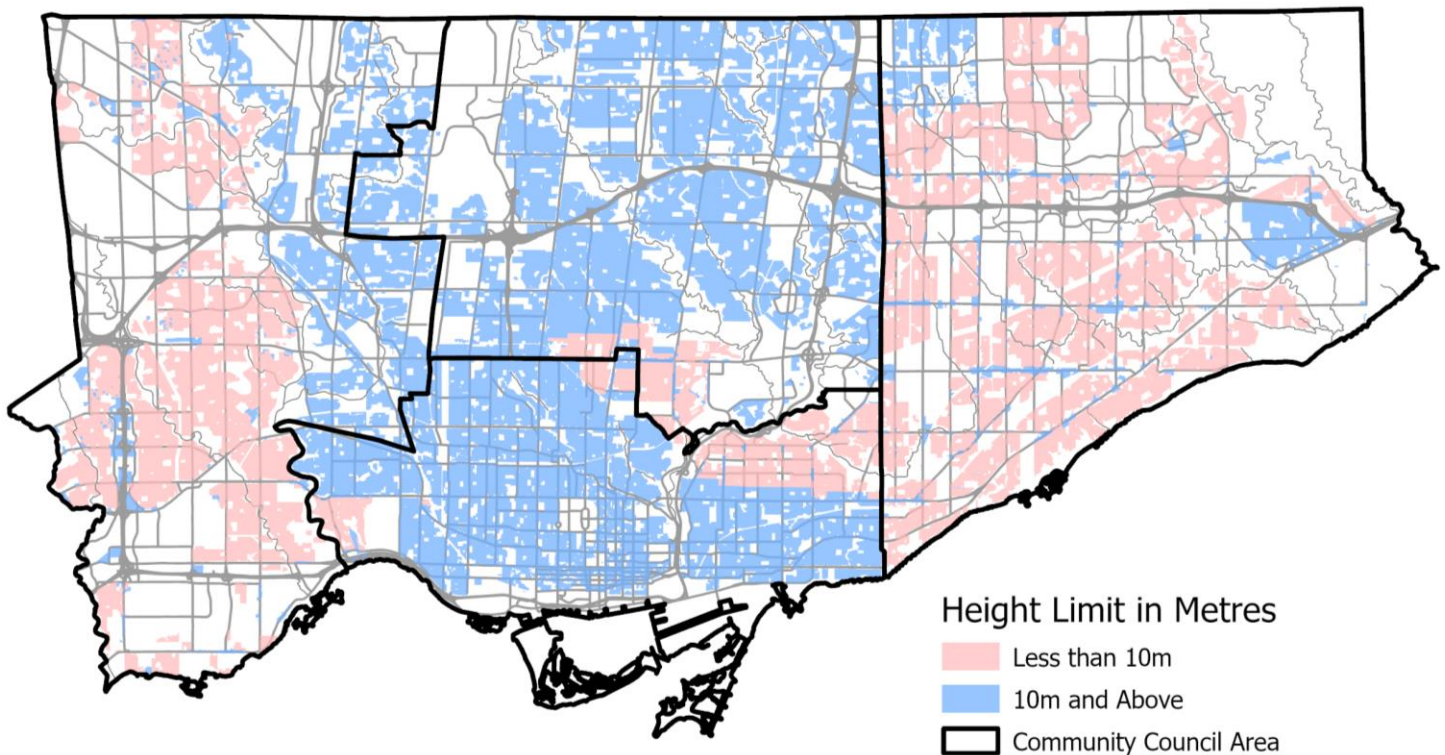 Height Limit in Metres
Less than 10m
10m and Above
Community Council Area